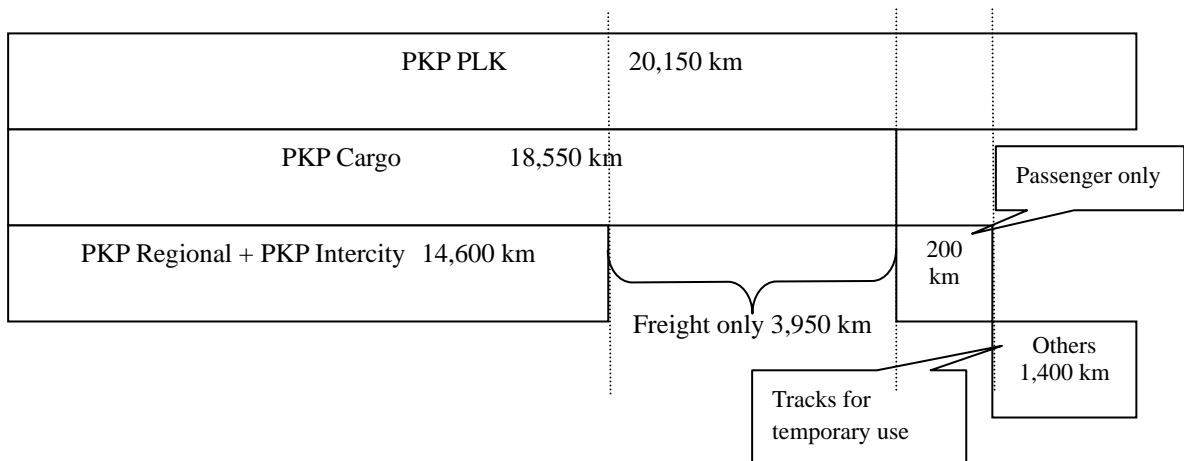 PKP PLK 20,150 km
PKP Cargo 18,550 km
Passenger only
PKP Regional + PKP Intercity 14,600 km
200
km
Freight only 3,950 km
Others
1,400 km
Tracks for
temporary use